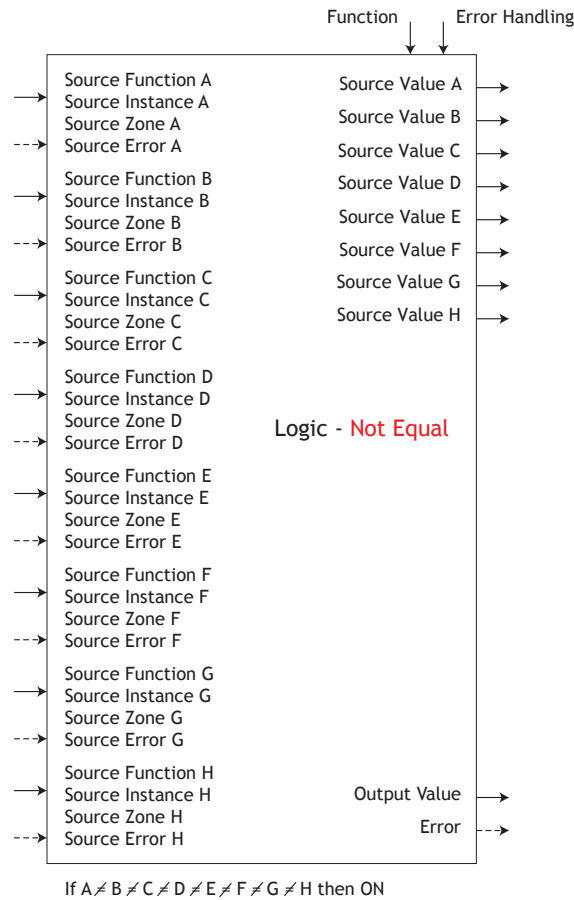 Function
Error Handling
Source Function A
Source Instance A
Source Zone A
Source Error A
Source Function B
Source Instance B
Source Zone B
Source Error B
Source Function C
Source Instance C
Source Zone C
Source Error C
Source Function D
Source Instance D
Source Zone D
Source Error D
Source Function E
Source Instance E
Source Zone E
Source Error E
Source Function F
Source Instance F
Source Zone F
Source Error F
Source Function G
Source Instance G
Source Zone G
Source Error G
Source Function H
Source Instance H
Source Zone H
Source Error H
Source Value A
Source Value B
Source Value C
Source Value D
Source Value E
Source Value F
Source Value G
Source Value H
Logic - Not Equal
Output Value
Error
If A ≠ B ≠ C ≠ D ≠ E ≠ F ≠ G ≠ H then ON